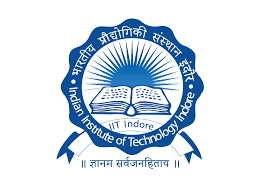 भारतीय प्रौद्योगिकी संस्थान इंदौर
Indian Institute of Technology Indore
IIT Indore
॥ ज्ञानम् सर्वजनहिताय ॥